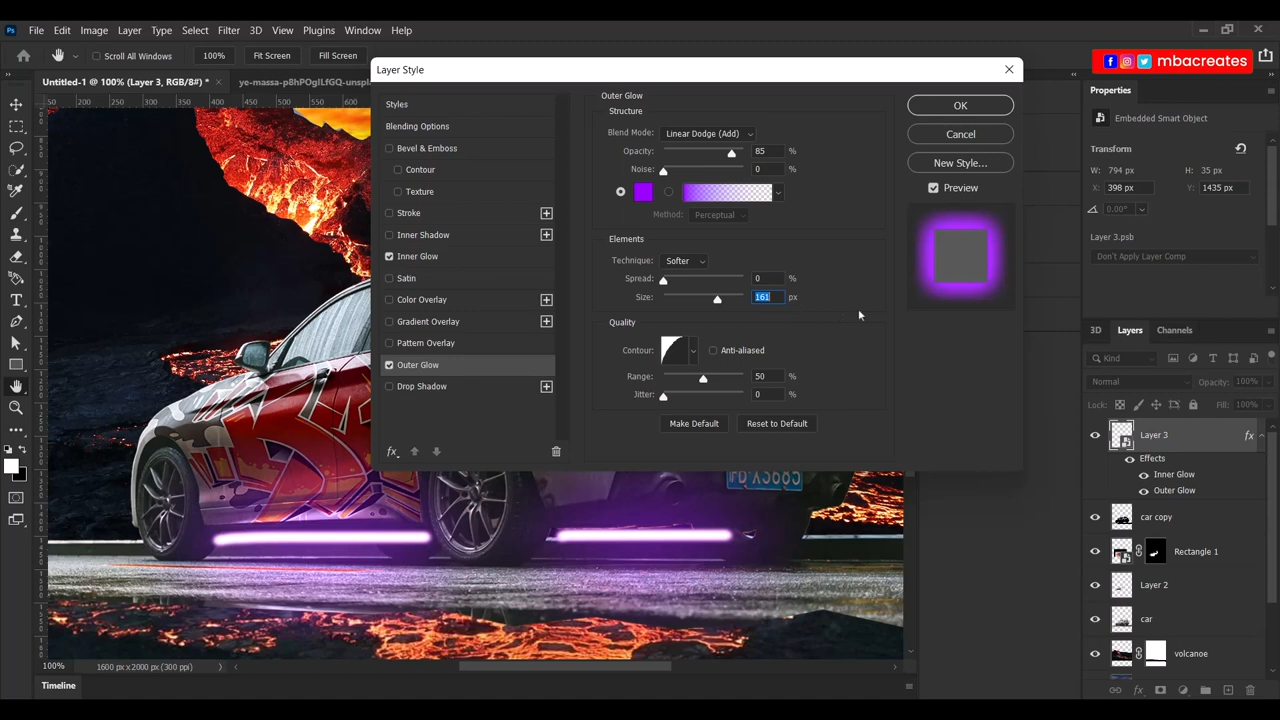 Ps File Edit Image Layer Type Select Filter 3D View Plugins Window Help
Scroll All Windows 100% Fit Screen Fill Screen
mbacreates
Untitled-1 @ 100% (Layer 3, RGB/8#) *
Layer Style
Styles
Blending Options
Bevel & Emboss
Contour
Texture
Stroke
Inner Shadow
Inner Glow
Satin
Color Overlay
Gradient Overlay
Pattern Overlay
Outer Glow
Drop Shadow
fx
Outer Glow
Structure
Blend Mode: Linear Dodge (Add)
Opacity: 85 %
Noise: 0 %
Method: Perceptual
Elements
Technique: Softer
Spread: 0 %
Size: 161 px
Quality
Contour: Anti-aliased
Range: 50 %
Jitter: 0 %
Make Default Reset to Default
OK
Cancel
New Style...
Preview
Properties
Embedded Smart Object
Transform
W: 794 px H: 35 px
X: 398 px Y: 1435 px
0.00°
Layer 3.psb
Don't Apply Layer Comp
3D Layers Channels
Kind
Normal Opacity: 100%
Lock: Fill: 100%
Layer 3 fx
Effects
Inner Glow
Outer Glow
car copy
Rectangle 1
Layer 2
car
volcanoe
fx
100% 1600 px x 2000 px (300 ppi)
Timeline